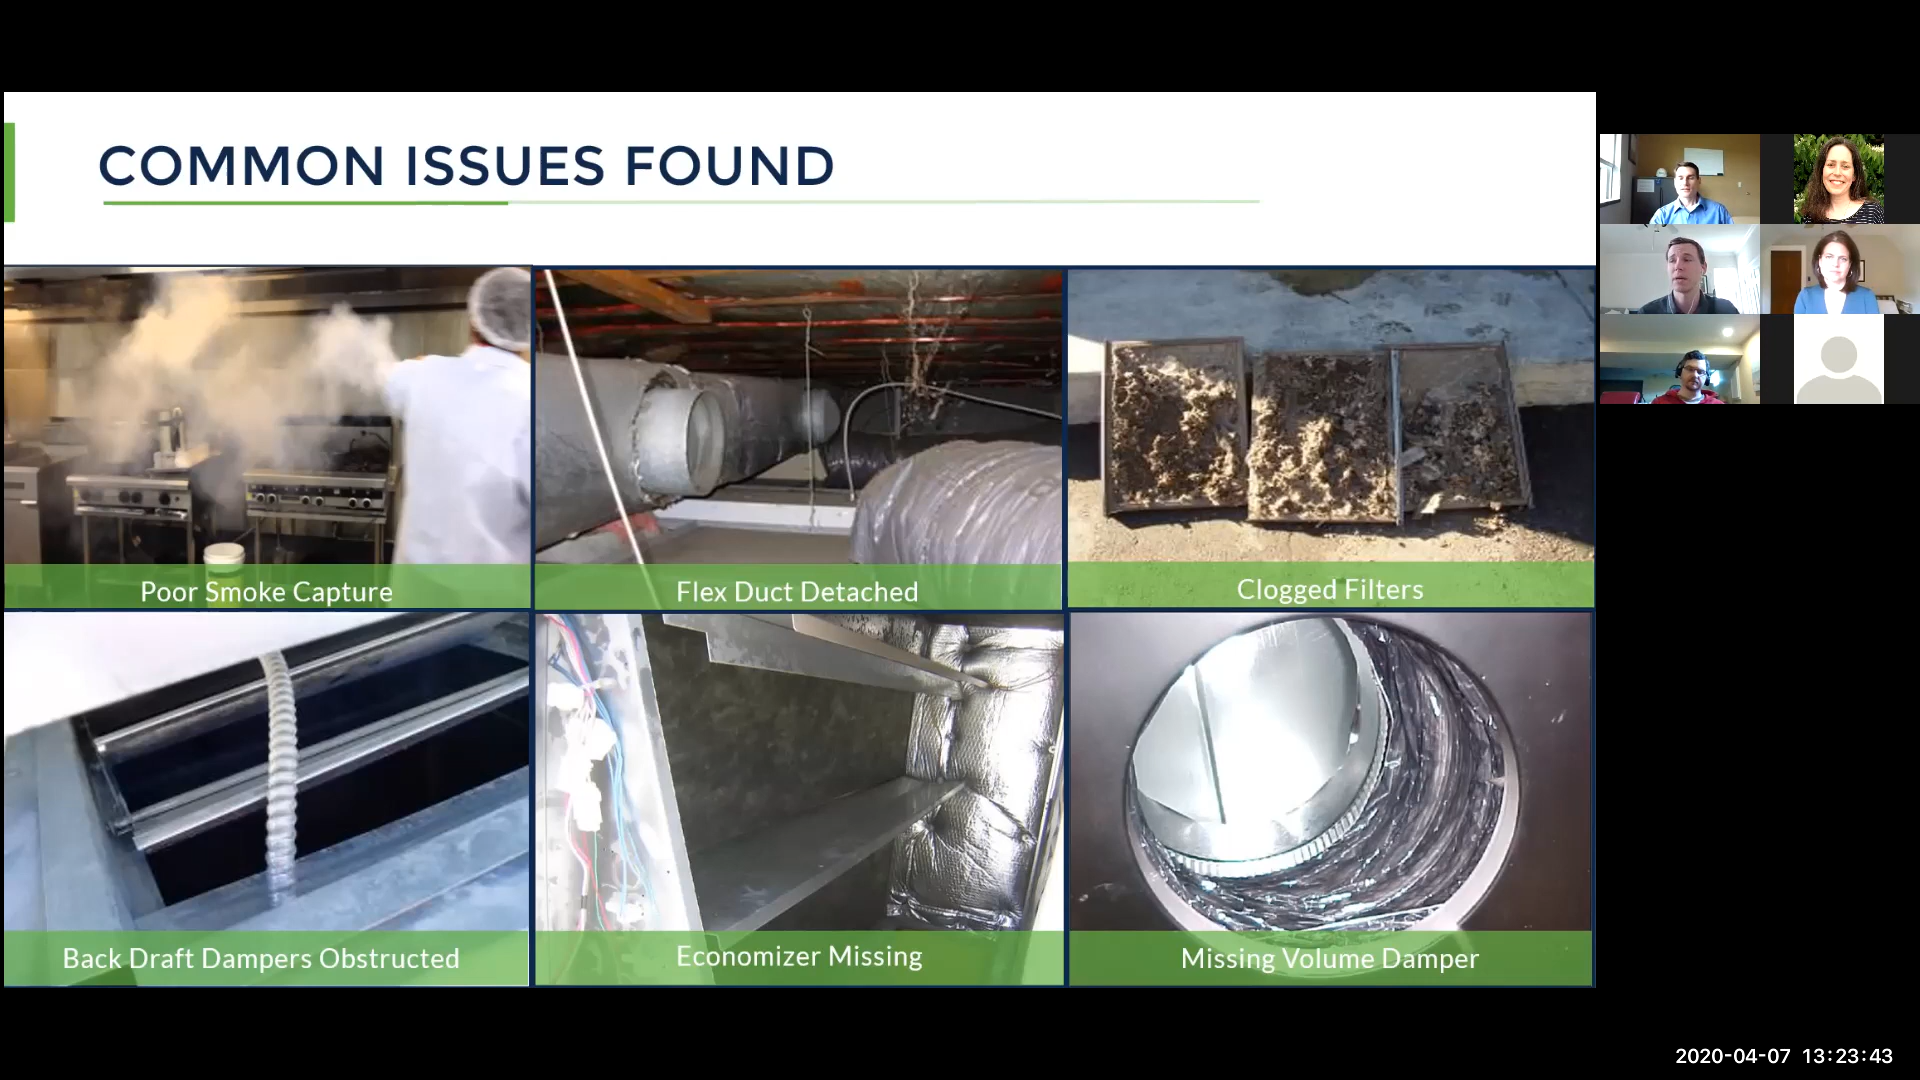 COMMON ISSUES FOUND
Poor Smoke Capture
Flex Duct Detached
Clogged Filters
Back Draft Dampers Obstructed
Economizer Missing
Missing Volume Damper
2020-04-07 13:23:43